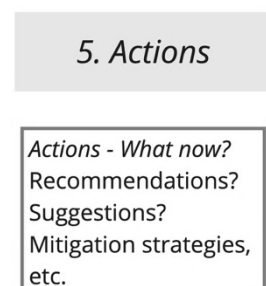 5. Actions
Actions - What now?
Recommendations?
Suggestions?
Mitigation strategies,
etc.